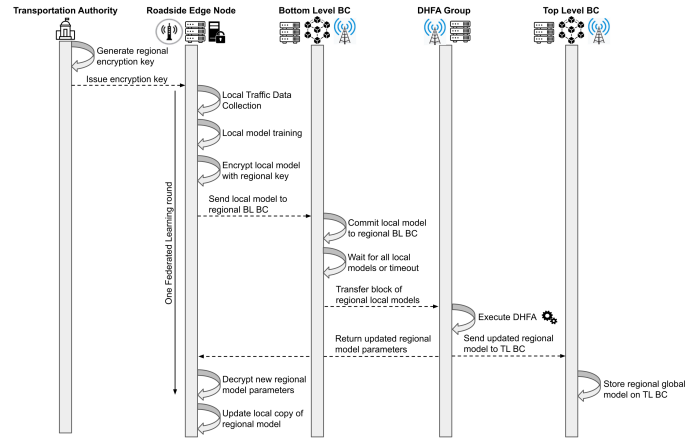 Transportation Authority
Roadside Edge Node
Bottom Level BC
DHFA Group
Top Level BC
Generate regional
encryption key
Issue encryption key
Local Traffic Data
Collection
Local model training
Encrypt local model
with regional key
One Federated Learning round
Send local model to
regional BL BC
Commit local model
to regional BL BC
Wait for all local
models or timeout
Transfer block of
regional local models
Execute DHFA
Return updated regional
model parameters
Send updated regional
model to TL BC
Decrypt new regional
model parameters
Store regional global
model on TL BC
Update local copy of
regional model